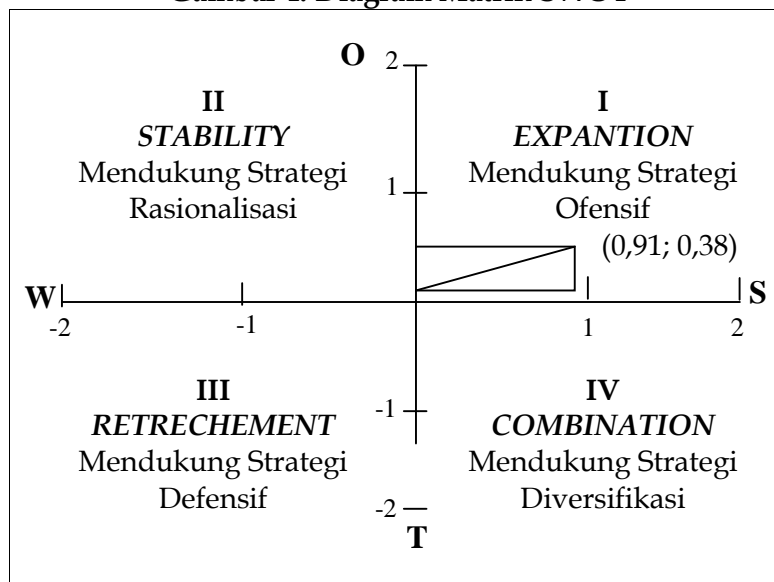 Gambar Diagram Matrik SWOT
O
2
II
I
STABILITY
EXPANTION
Mendukung Strategi
Mendukung Strategi
Rasionalisasi
1
Ofensif
(0,91; 0,38)
W
S
-2
-1
1
2
III
IV
RETRECHEMENT
-1
COMBINATION
Mendukung Strategi
Mendukung Strategi
Defensif
Diversifikasi
-2
T